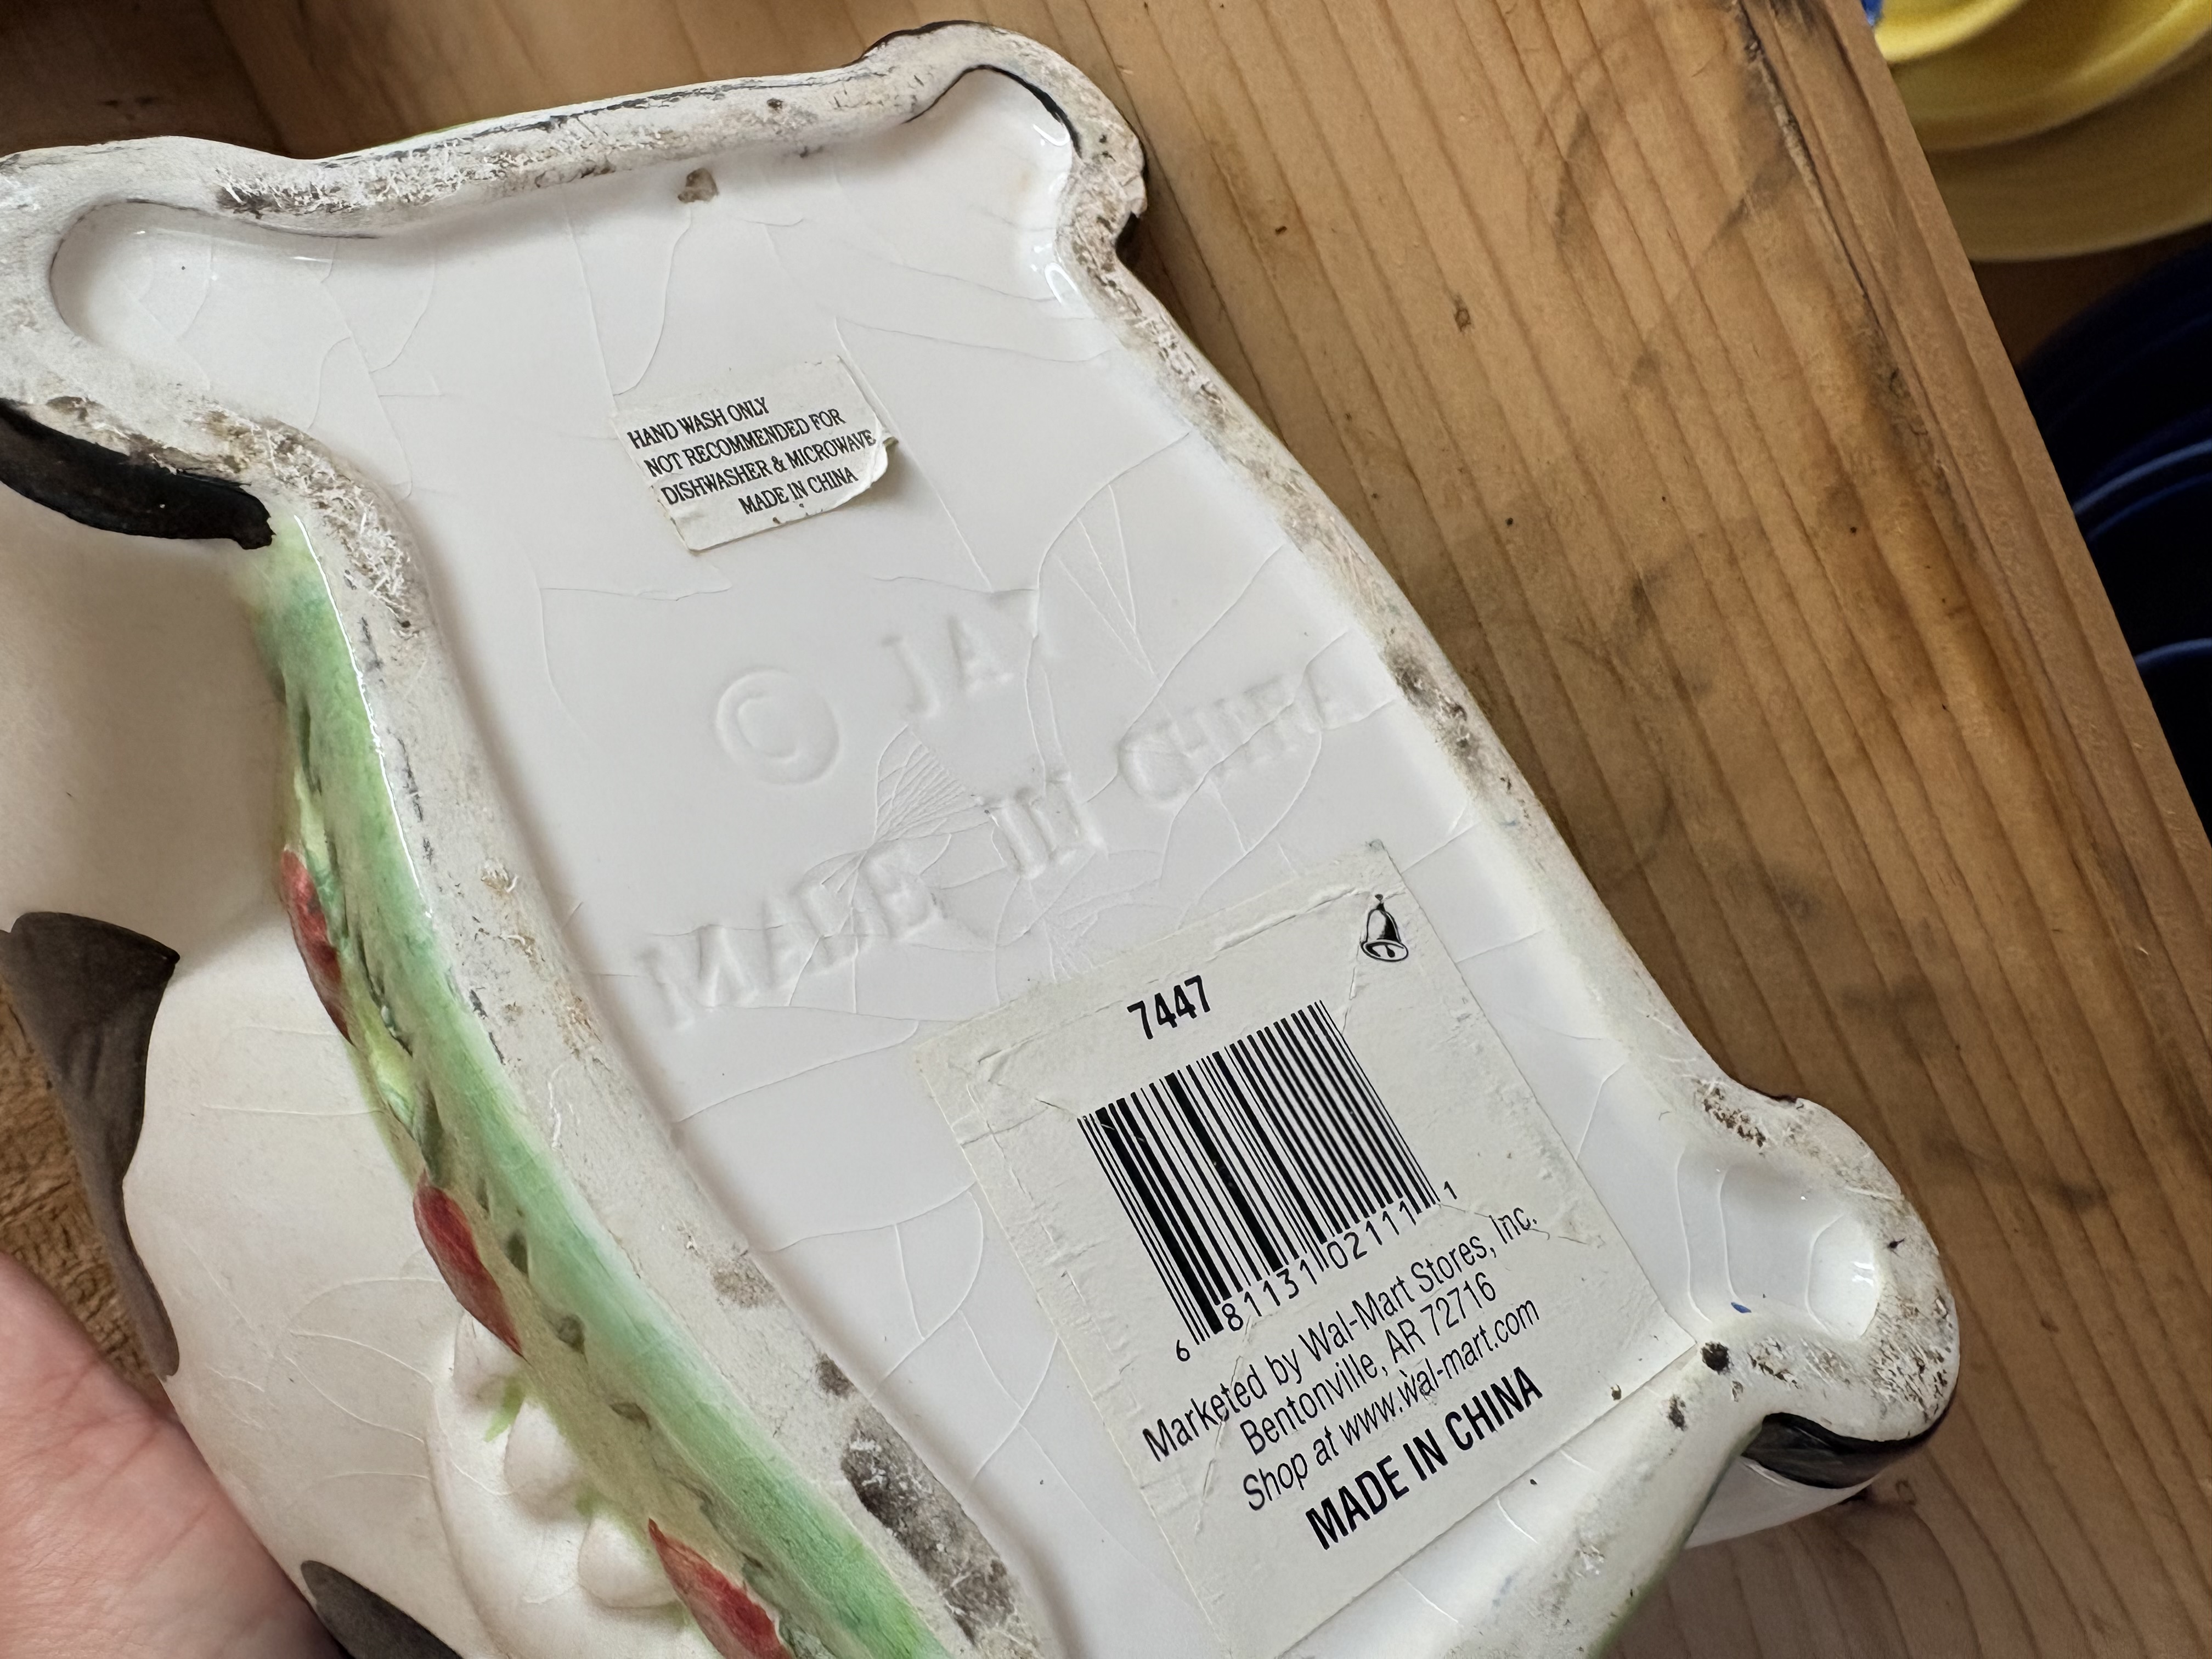 HAND WASH ONLY
NOT RECOMMENDED FOR
DISHWASHER & MICROWAVE
MADE IN CHINA
© JAY
MADE IN CHINA
7447
6 81131 02111 1
Marketed by Wal-Mart Stores, Inc.
Bentonville, AR 72716
Shop at www.wal-mart.com
MADE IN CHINA